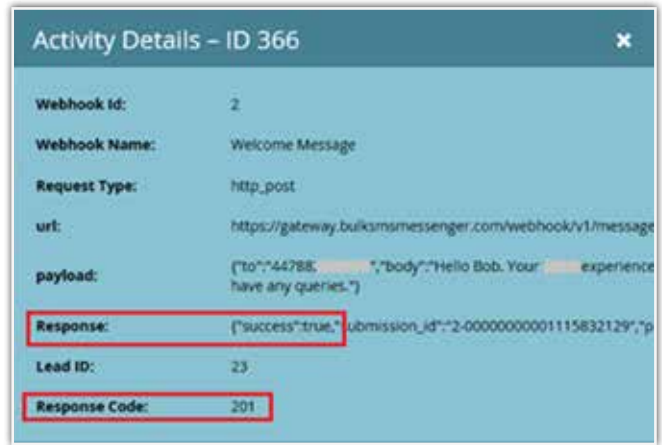 Activity Details – ID 366
Webhook Id: 2
Webhook Name: Welcome Message
Request Type: http_post
url: https://gateway.bulksmsmessenger.com/webhook/v1/message
payload: {"to":"44788, ","body":"Hello Bob. Your experience
have any queries."}
Response: {"success":true," ubmission_id":"2-00000000001115832129","p
Lead ID: 23
Response Code: 201